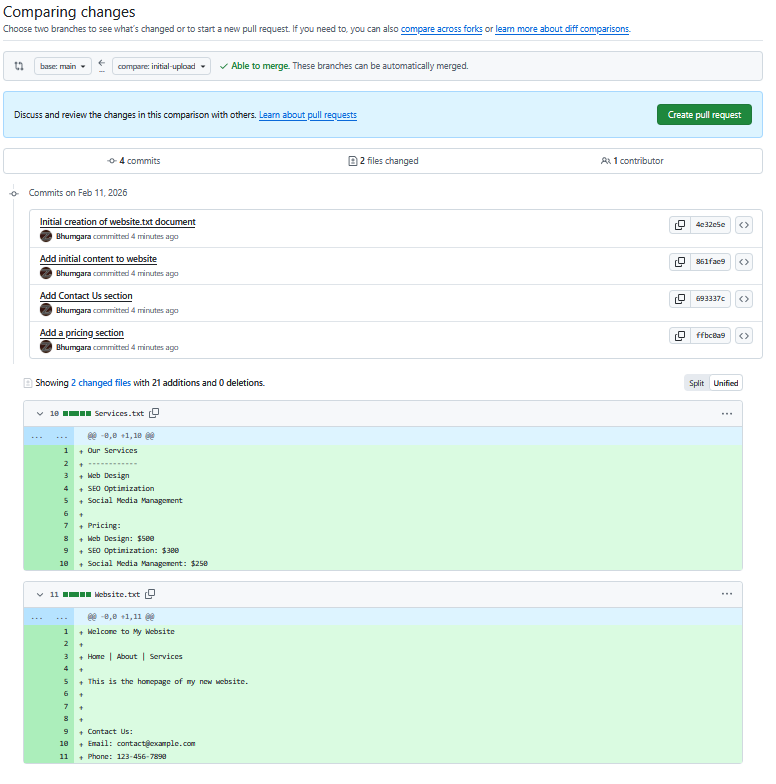 Comparing changes
Choose two branches to see what's changed or to start a new pull request. If you need to, you can also compare across forks or learn more about diff comparisons.
base: main compare: initial-upload Able to merge. These branches can be automatically merged.
Discuss and review the changes in this comparison with others. Learn about pull requests Create pull request
4 commits 2 files changed 1 contributor
Commits on Feb 11, 2026
Initial creation of website.txt document 4e32e5e
Bhumgara committed 4 minutes ago
Add initial content to website 861fae9
Bhumgara committed 4 minutes ago
Add Contact Us section 693337c
Bhumgara committed 4 minutes ago
Add a pricing section ffbc0a9
Bhumgara committed 4 minutes ago
Showing 2 changed files with 21 additions and 0 deletions. Split Unified
10 Services.txt ...
... ... @@ -0,0 +1,10 @@
1 + Our Services
2 + ------------
3 + Web Design
4 + SEO Optimization
5 + Social Media Management
6 +
7 + Pricing:
8 + Web Design: $500
9 + SEO Optimization: $300
10 + Social Media Management: $250
11 Website.txt ...
... ... @@ -0,0 +1,11 @@
1 + Welcome to My Website
2 +
3 + Home | About | Services
4 +
5 + This is the homepage of my new website.
6 +
7 +
8 +
9 + Contact Us:
10 + Email: contact@example.com
11 + Phone: 123-456-7890